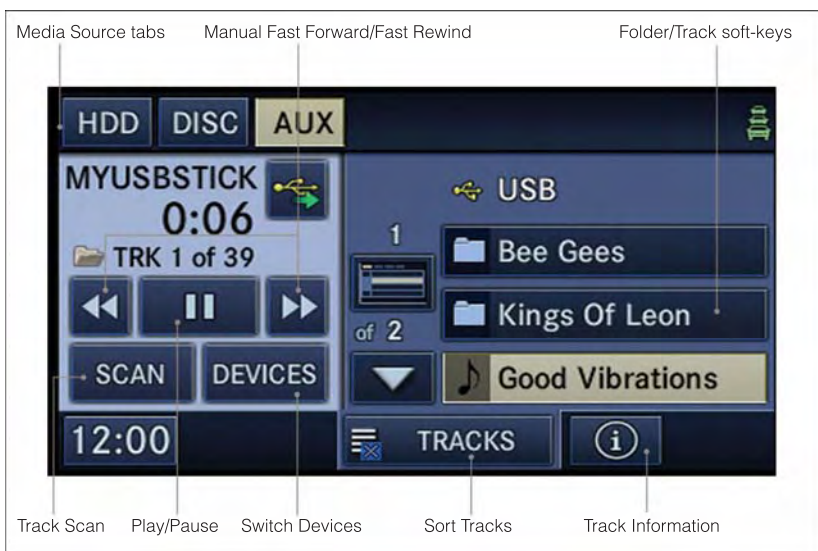 Media Source tabs
Manual Fast Forward/Fast Rewind
Folder/Track soft-keys
HDD
DISC
AUX
MYUSBSTICK
0:06
TRK 1 of 39
SCAN
DEVICES
12:00
USB
1
of 2
Bee Gees
Kings Of Leon
Good Vibrations
TRACKS
i
Track Scan
Play/Pause
Switch Devices
Sort Tracks
Track Information